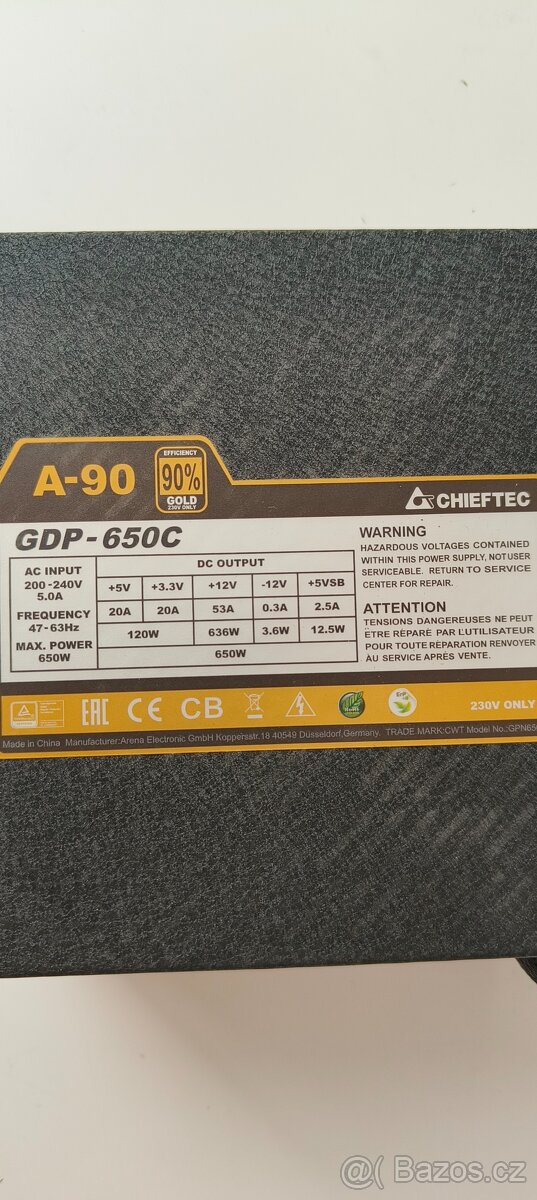 A-90
EFFICIENCY
90%
GOLD
230V ONLY
CHIEFTEC
GDP-650C
AC INPUT
200-240V
5.0A
FREQUENCY
47-63Hz
MAX. POWER
650W
DC OUTPUT
+5V +3.3V +12V -12V +5VSB
20A 20A 53A 0.3A 2.5A
120W 636W 3.6W 12.5W
650W
WARNING
HAZARDOUS VOLTAGES CONTAINED
WITHIN THIS POWER SUPPLY, NOT USER
SERVICEABLE. RETURN TO SERVICE
CENTER FOR REPAIR.
ATTENTION
TENSIONS DANGEREUSES NE PEUT
ÊTRE RÉPARÉ PAR L'UTILISATEUR
POUR TOUTE RÉPARATION RENVOYER
AU SERVICE APRÈS VENTE.
EAC CE CB RoHS ErP
230V ONLY
Made in China Manufacturer:Arena Electronic GmbH Koppersstr.18 40549 Düsseldorf,Germany. TRADE MARK:CWT Model No.:GPN65
Bazoš.cz